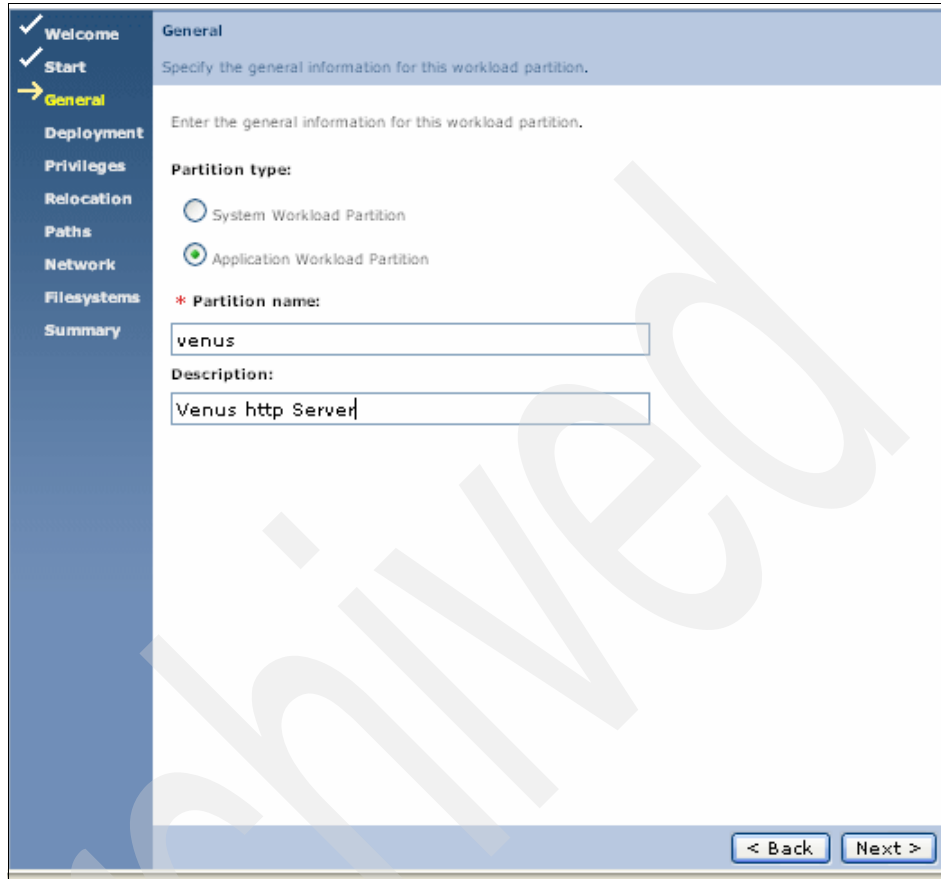 Welcome
Start
General
Deployment
Privileges
Relocation
Paths
Network
Filesystems
Summary
General
Specify the general information for this workload partition.
Enter the general information for this workload partition.
Partition type:
System Workload Partition
Application Workload Partition
* Partition name:
venus
Description:
Venus http Server
< Back
Next >
chived